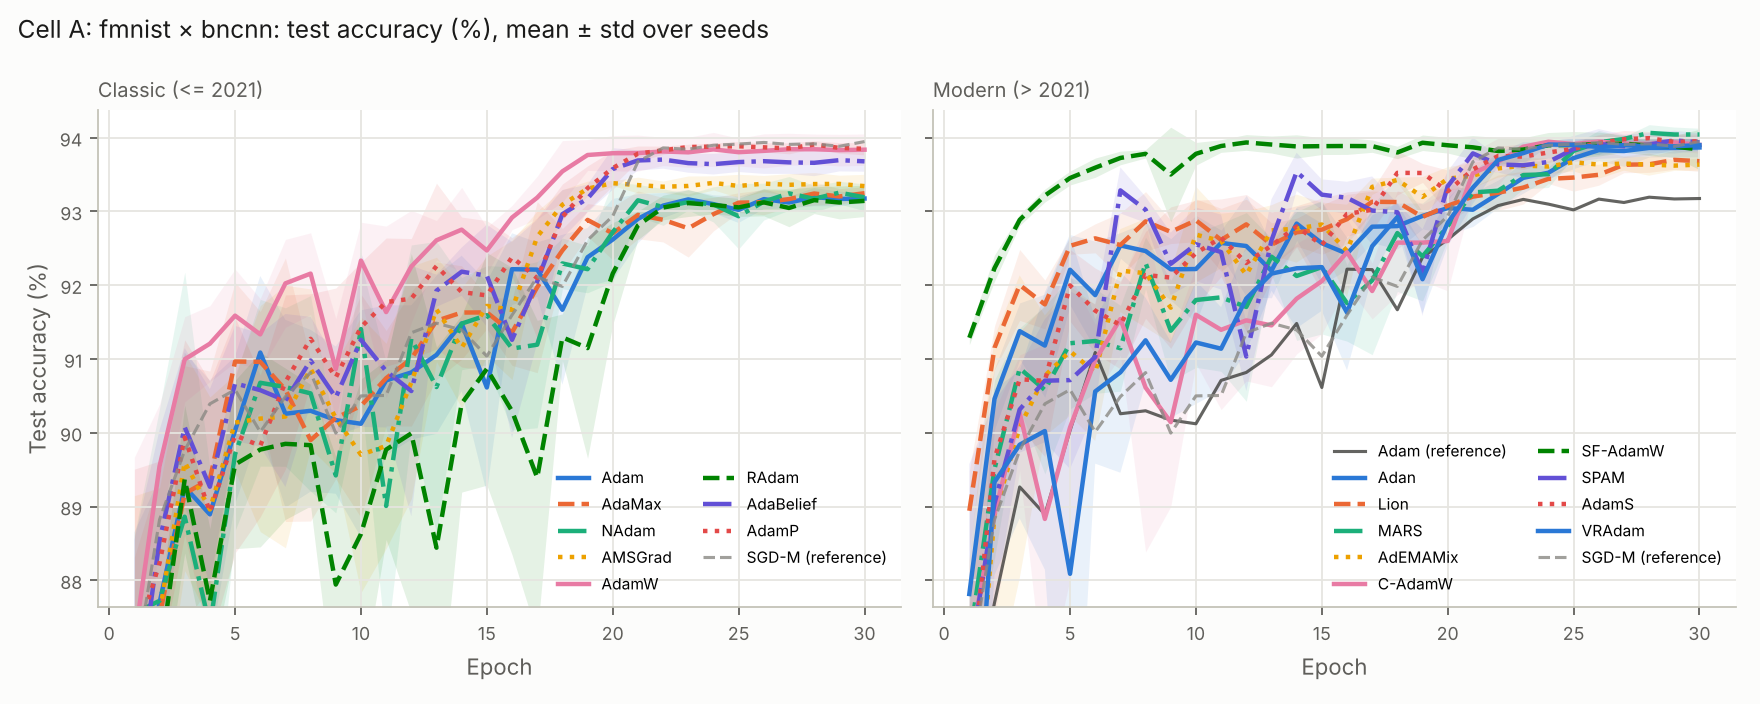 Cell A: fmnist × bncnn: test accuracy (%), mean ± std over seeds
Classic (<= 2021)
Test accuracy (%)
94
93
92
91
90
89
88
0 5 10 15 20 25 30
Epoch
Adam
AdaMax
NAdam
AMSGrad
AdamW
RAdam
AdaBelief
AdamP
SGD-M (reference)
Modern (> 2021)
0 5 10 15 20 25 30
Epoch
Adam (reference)
Adan
Lion
MARS
AdEMAMix
C-AdamW
SF-AdamW
SPAM
AdamS
VRAdam
SGD-M (reference)